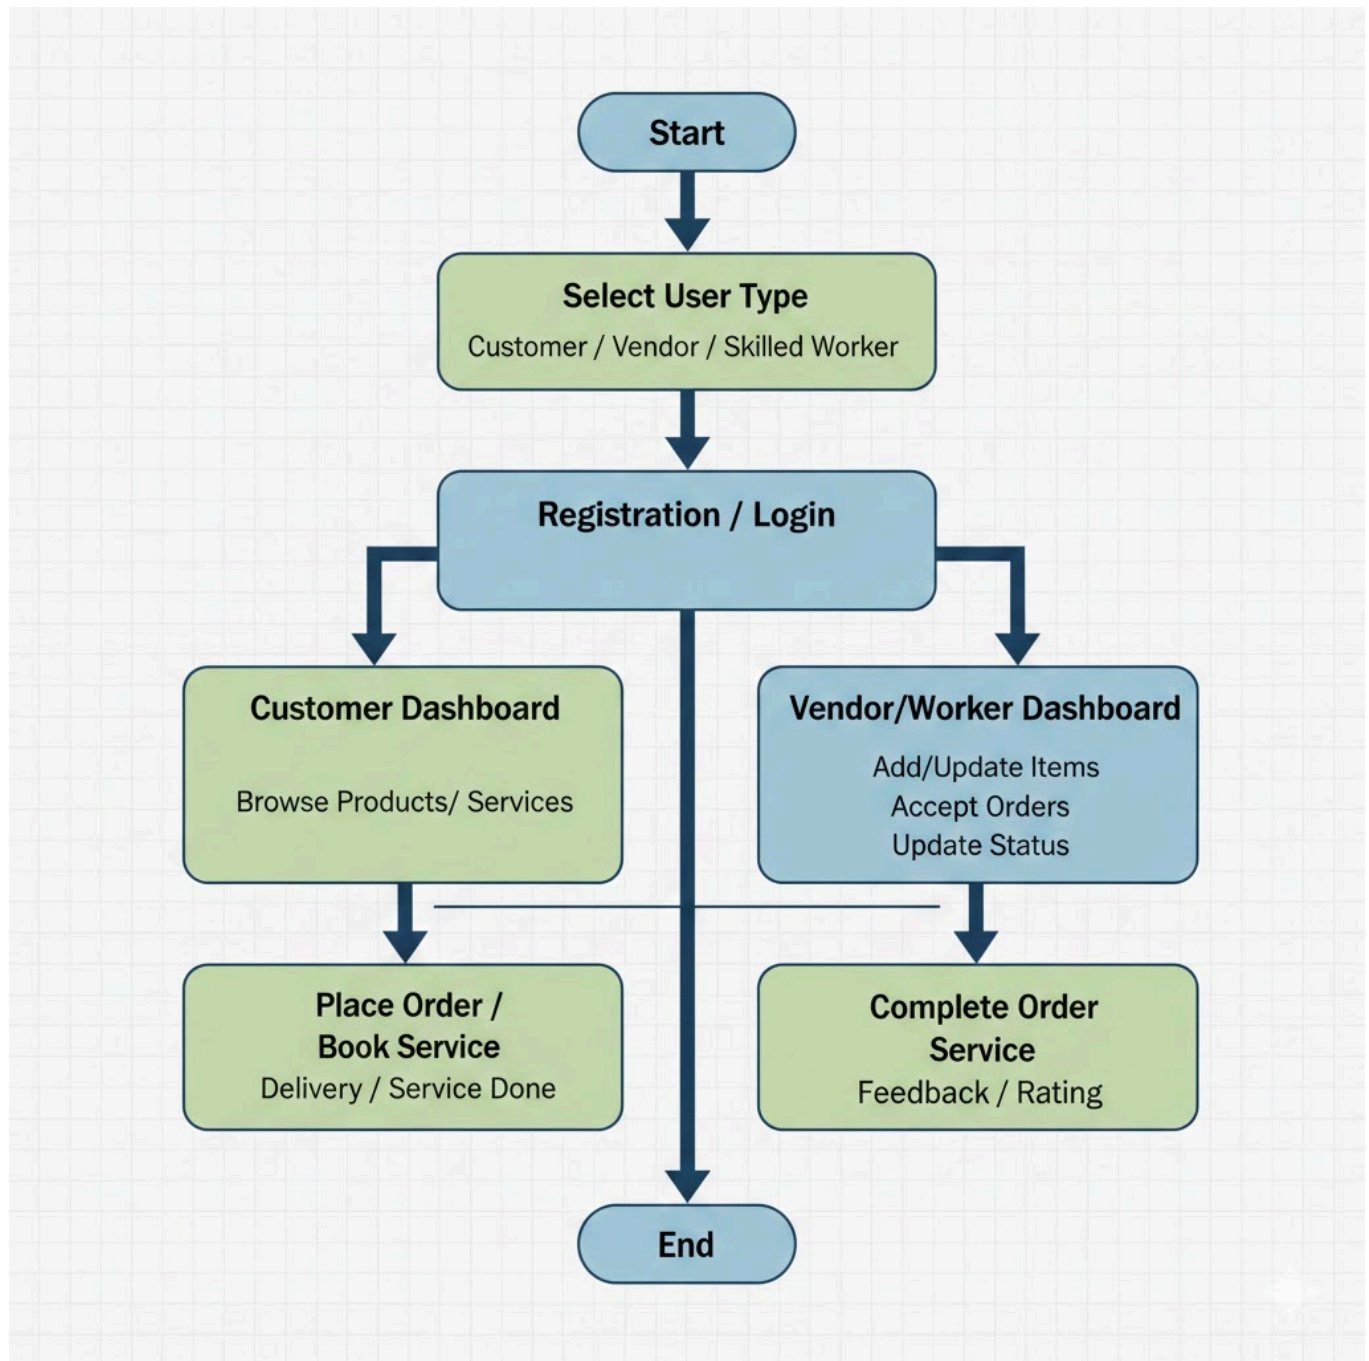 Start
Select User Type
Customer / Vendor / Skilled Worker
Registration / Login
Customer Dashboard
Browse Products/ Services
Vendor/Worker Dashboard
Add/Update Items
Accept Orders
Update Status
Place Order /
Book Service
Delivery / Service Done
Complete Order
Service
Feedback / Rating
End